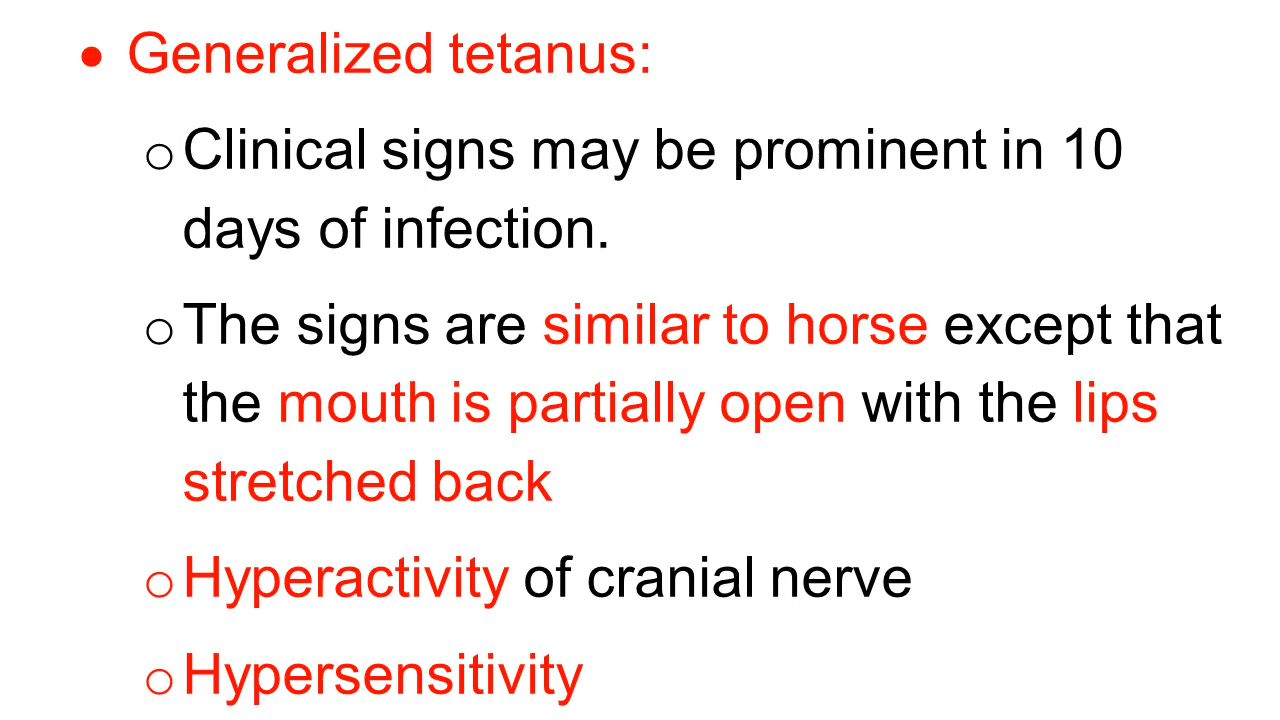 • Generalized tetanus:
o Clinical signs may be prominent in 10
days of infection.
o The signs are similar to horse except that
the mouth is partially open with the lips
stretched back
o Hyperactivity of cranial nerve
o Hypersensitivity